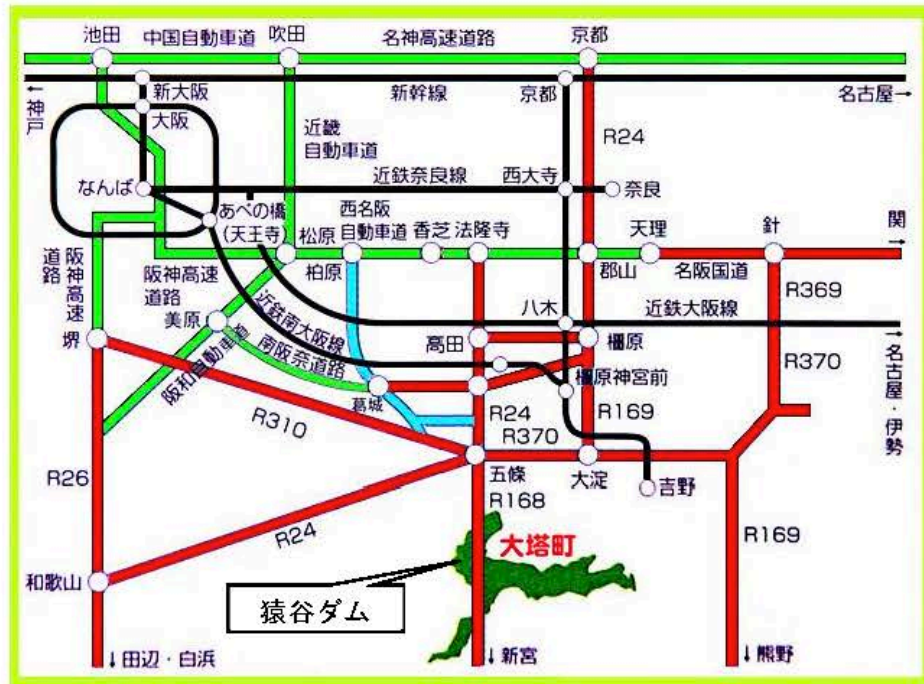 池田
中国自動車道
吹田
名神高速道路
京都
新大阪
新幹線
京都
名古屋→
←神戸
大阪
近畿
自動車道
R24
なんば
近鉄奈良線
西大寺
奈良
あべの橋
(天王寺)
松原
西名阪
自動車道
香芝
法隆寺
天理
針
関
→
阪神高速
道路
阪神高速
道路
柏原
郡山
名阪国道
R369
美原
近鉄南大阪線
八木
近鉄大阪線
堺
阪和自動車道
南阪奈道路
高田
橿原
R370
→名古屋・伊勢
葛城
橿原神宮前
R24
R169
R310
R370
R26
五條
大淀
吉野
R168
R24
大塔町
R169
和歌山
猿谷ダム
↓田辺・白浜
↓新宮
↓熊野